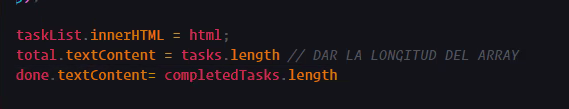 });
taskList.innerHTML = html;
total.textContent = tasks.length // DAR LA LONGITUD DEL ARRAY
done.textContent= completedTasks.length